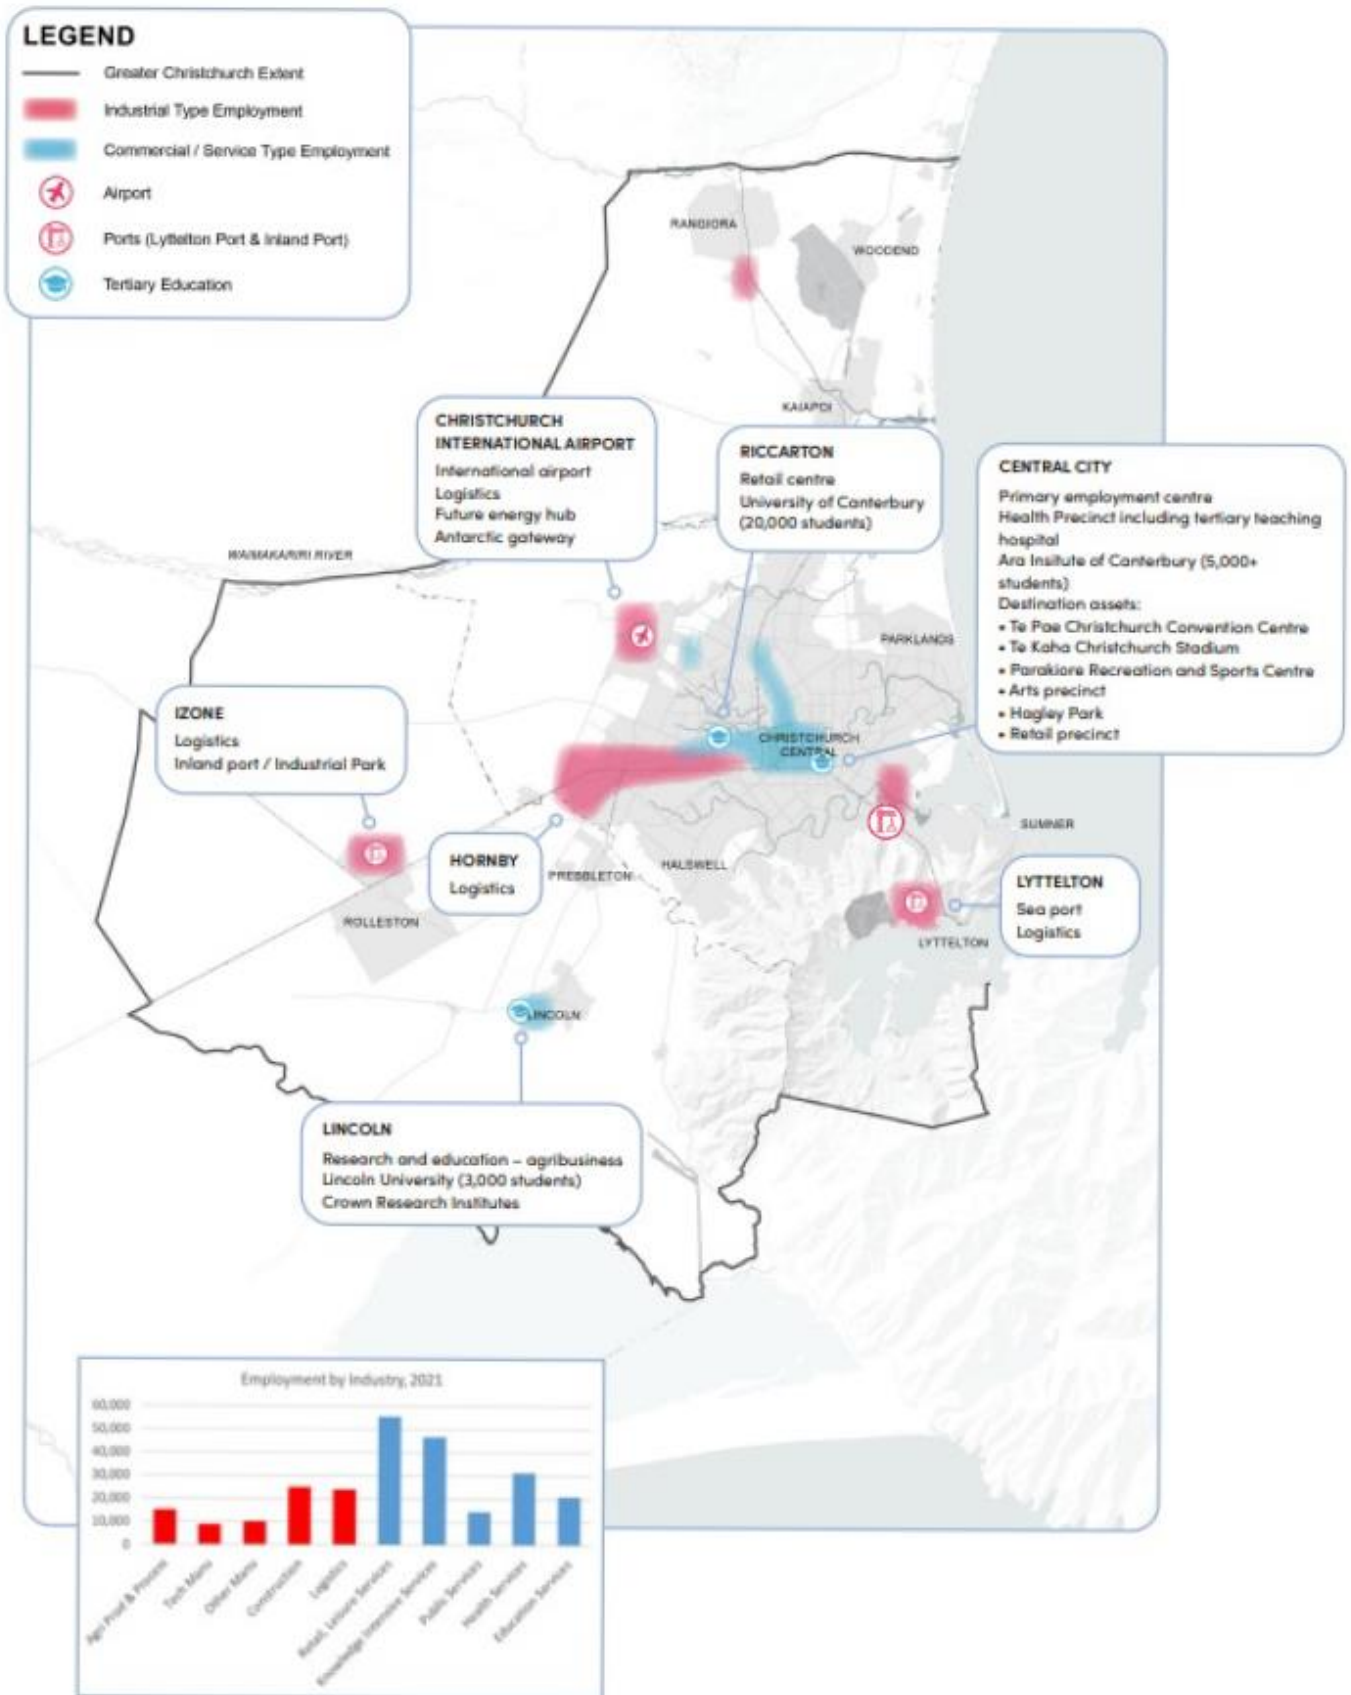 LEGEND
Greater Christchurch Extent
Industrial Type Employment
Commercial / Service Type Employment
Airport
Ports (Lyttelton Port & Inland Port)
Tertiary Education
RANGIORA
WOODEND
KAIAPOI
CHRISTCHURCH
INTERNATIONAL AIRPORT
International airport
Logistics
Future energy hub
Antarctic gateway
RICCARTON
Retail centre
University of Canterbury
(20,000 students)
CENTRAL CITY
Primary employment centre
Health Precinct including tertiary teaching
hospital
Ara Insitute of Canterbury (5,000+
students)
Destination assets:
• Te Pae Christchurch Convention Centre
• Te Kaha Christchurch Stadium
• Parakiore Recreation and Sports Centre
• Arts precinct
• Hagley Park
• Retail precinct
WAIMAKARIRI RIVER
PARKLANDS
IZONE
Logistics
Inland port / Industrial Park
CHRISTCHURCH
CENTRAL
SUMNER
HORNBY
Logistics
PREBBLETON
HALSWELL
ROLLESTON
LYTTELTON
Sea port
Logistics
LYTTELTON
LINCOLN
LINCOLN
Research and education – agribusiness
Lincoln University (3,000 students)
Crown Research Institutes
Employment by Industry, 2021
60,000
50,000
40,000
30,000
20,000
10,000
0
Agri Prod & Process
Tech Manu
Other Manu
Construction
Logistics
Retail, Leisure Services
Knowledge Intensive Services
Public Services
Health Services
Education Services